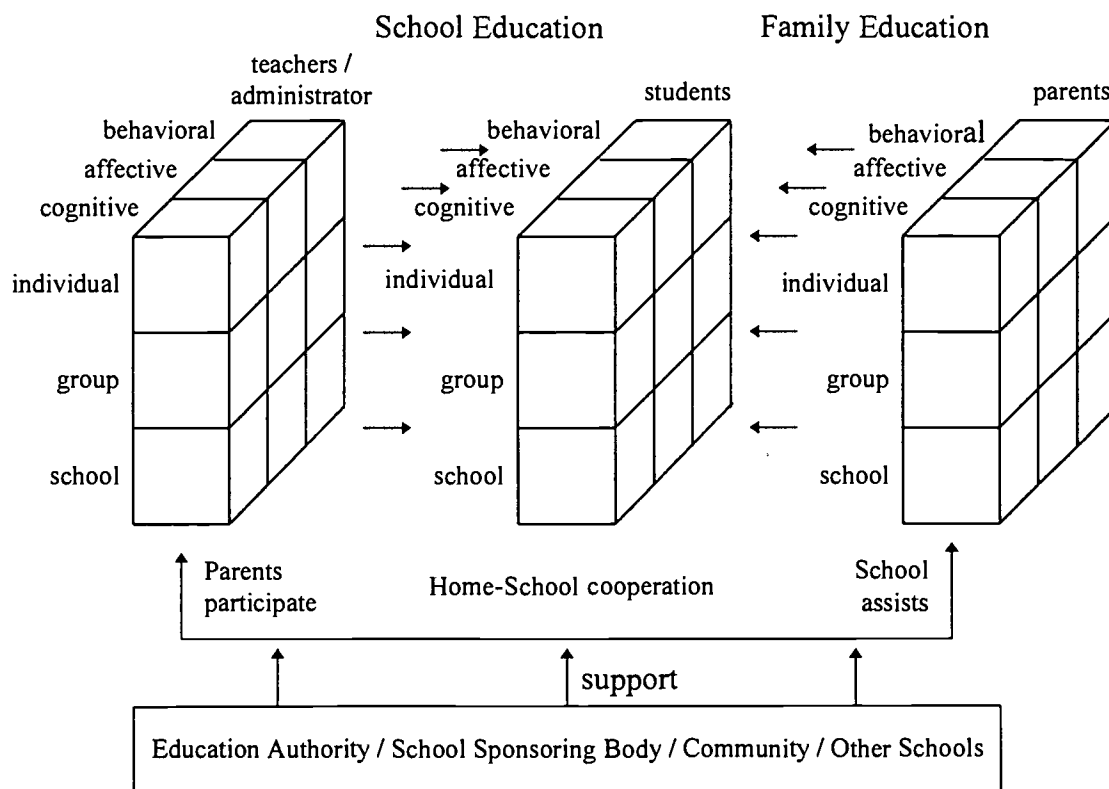 School Education
Family Education
teachers /
administrator
behavioral
affective
cognitive
individual
group
school
students
behavioral
affective
cognitive
individual
group
school
parents
behavioral
affective
cognitive
individual
group
school
Parents
participate
Home-School cooperation
School
assists
support
Education Authority / School Sponsoring Body / Community / Other Schools